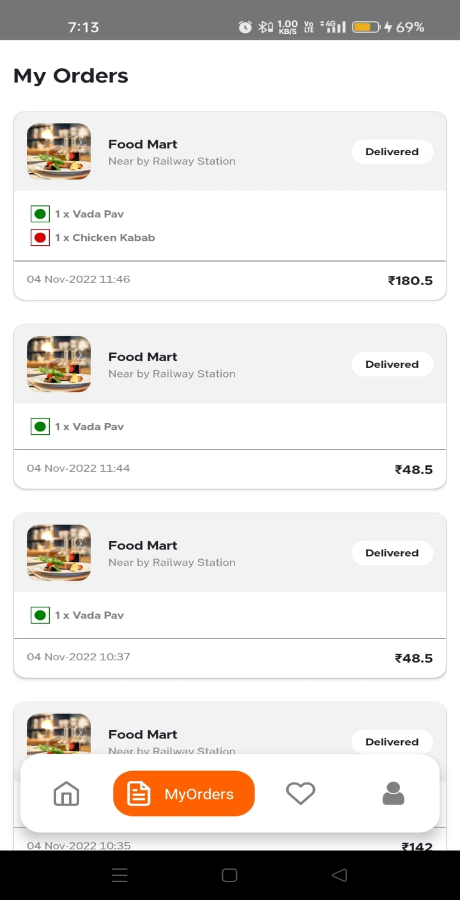 7:13 1.00 KB/S Vo LTE 4G 69%
My Orders
Food Mart
Near by Railway Station
Delivered
1 x Vada Pav
1 x Chicken Kabab
04 Nov-2022 11:46 ₹180.5
Food Mart
Near by Railway Station
Delivered
1 x Vada Pav
04 Nov-2022 11:44 ₹48.5
Food Mart
Near by Railway Station
Delivered
1 x Vada Pav
04 Nov-2022 10:37 ₹48.5
Food Mart
Near by Railway Station
Delivered
MyOrders
04 Nov-2022 10:35 ₹142